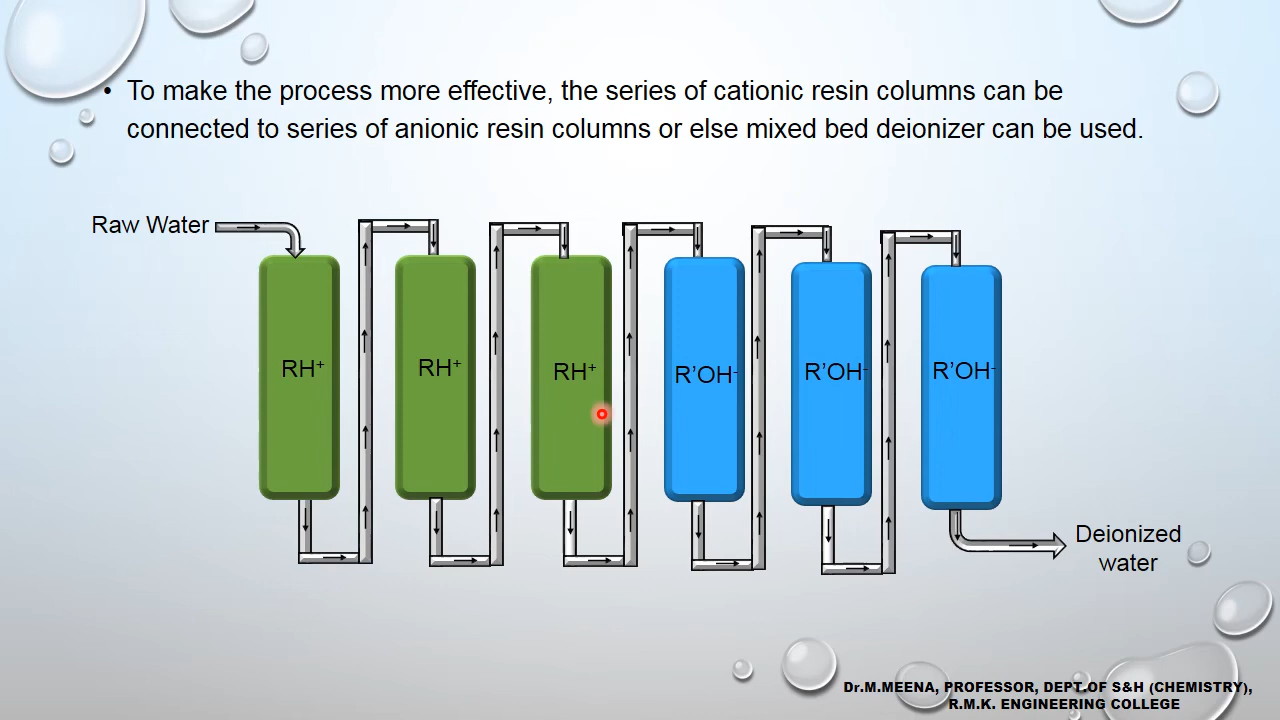 • To make the process more effective, the series of cationic resin columns can be
connected to series of anionic resin columns or else mixed bed deionizer can be used.
Raw Water
RH⁺
RH⁺
RH⁺
R’OH⁻
R’OH⁻
R’OH⁻
Deionized
water
Dr.M.MEENA, PROFESSOR, DEPT.OF S&H (CHEMISTRY),
R.M.K. ENGINEERING COLLEGE